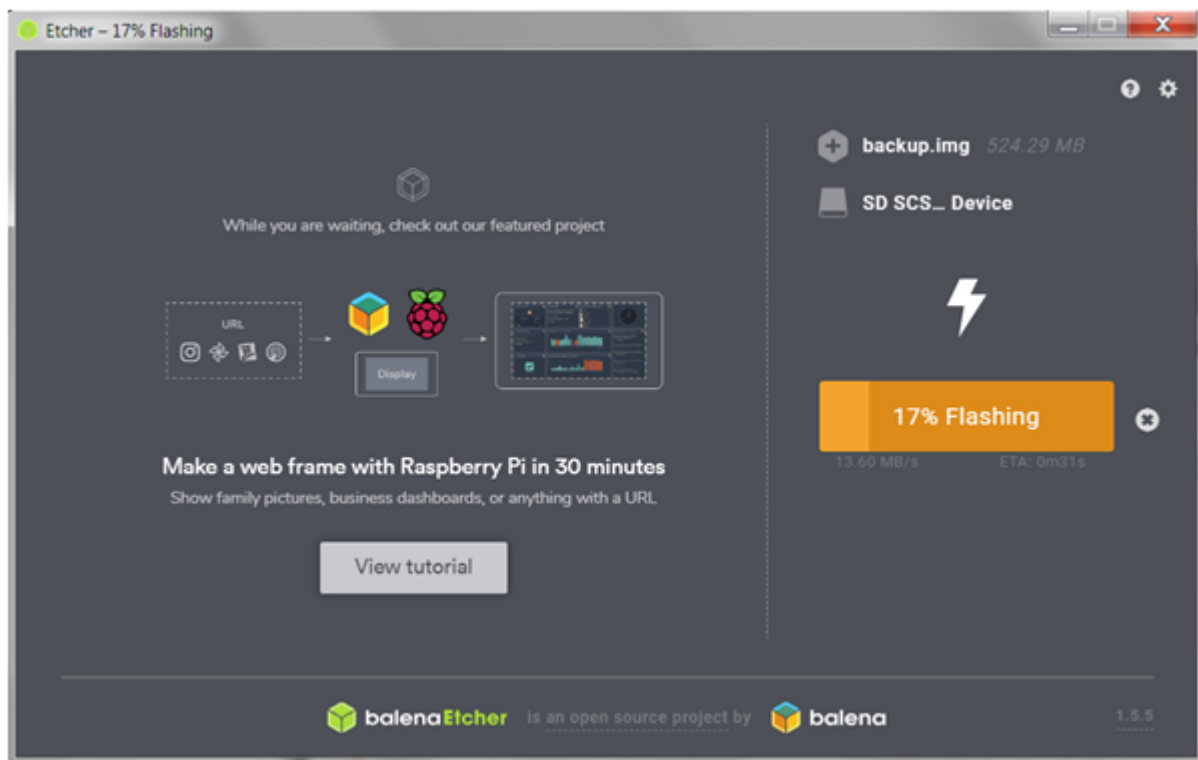 Etcher – 17% Flashing
While you are waiting, check out our featured project
URL
Display
Make a web frame with Raspberry Pi in 30 minutes
Show family pictures, business dashboards, or anything with a URL
View tutorial
backup.img 524.29 MB
SD SCS... Device
17% Flashing
13.60 MB/s ETA: 0m31s
balenaEtcher is an open source project by balena 1.5.5